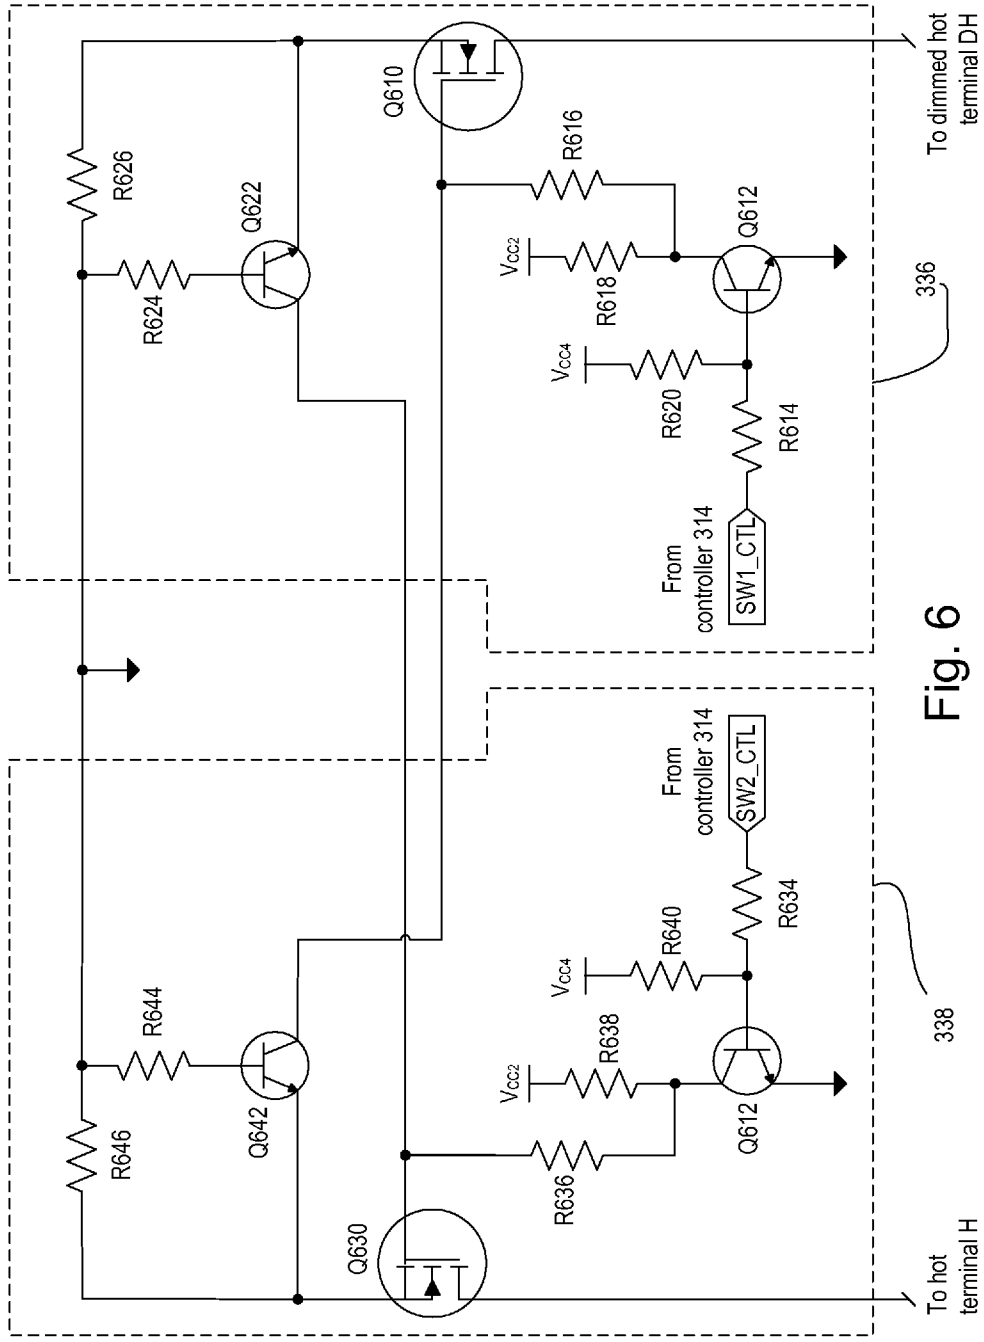 R646
R644
Q642
Q630
To hot
terminal H
R636
VCC2
R638
Q612
VCC4
R640
R634
From
controller 314
SW2_CTL
338
R626
R624
Q622
Q610
To dimmed hot
terminal DH
R616
VCC2
R618
Q612
VCC4
R620
R614
From
controller 314
SW1_CTL
336
Fig. 6